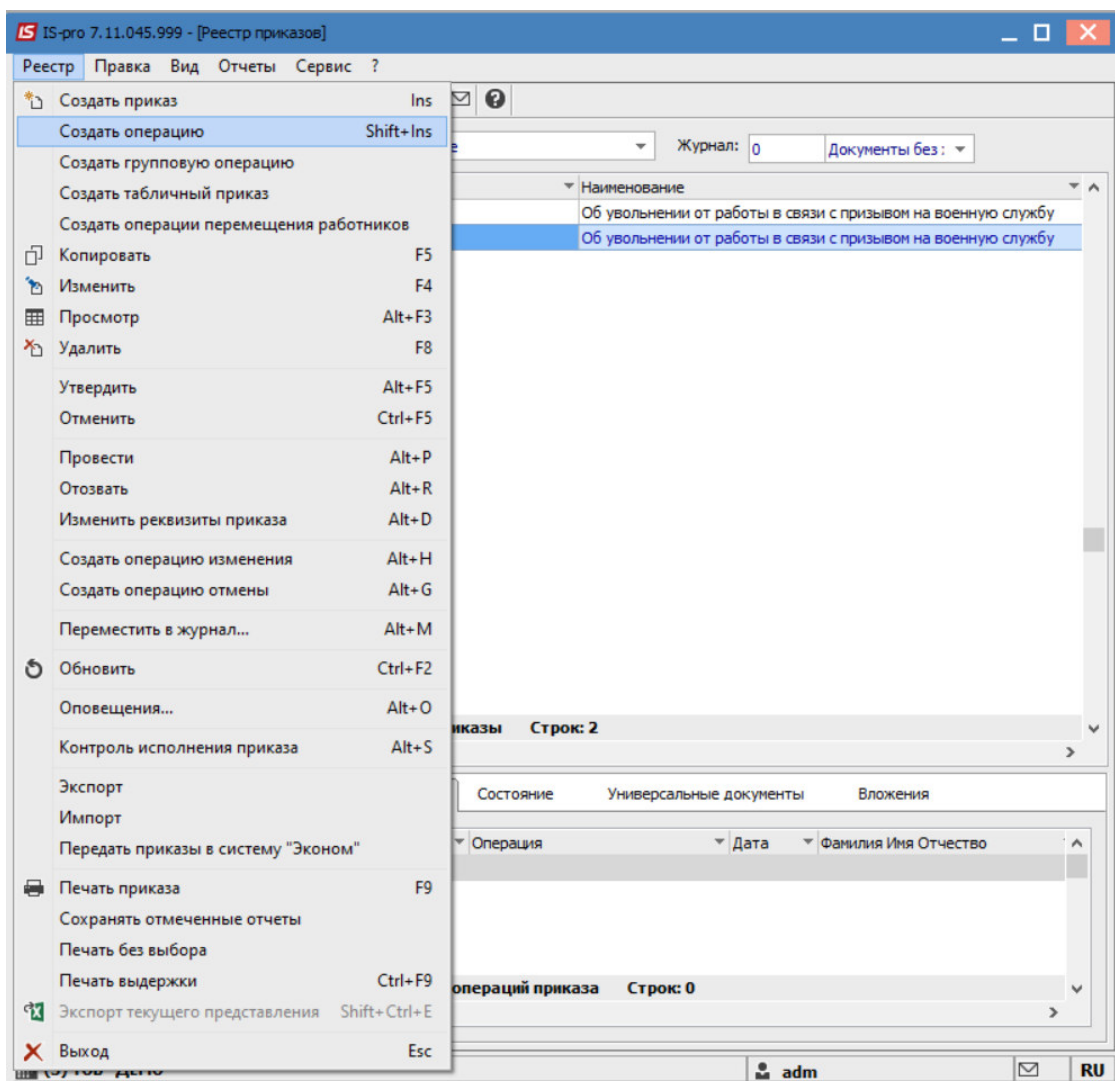 IS-pro 7.11.045.999 - [Реестр приказов]
Реестр Правка Вид Отчеты Сервис ?
Создать приказ Ins
Создать операцию Shift+Ins
Журнал: 0 Документы без :
Создать групповую операцию
Создать табличный приказ
Наименование
Создать операции перемещения работников
Об увольнении от работы в связи с призывом на военную службу
Об увольнении от работы в связи с призывом на военную службу
Копировать F5
Изменить F4
Просмотр Alt+F3
Удалить F8
Утвердить Alt+F5
Отменить Ctrl+F5
Провести Alt+P
Отозвать Alt+R
Изменить реквизиты приказа Alt+D
Создать операцию изменения Alt+H
Создать операцию отмены Alt+G
Переместить в журнал... Alt+M
Обновить Ctrl+F2
Оповещения... Alt+O
Строк: 2
Контроль исполнения приказа Alt+S
Экспорт
Состояние Универсальные документы Вложения
Импорт
Передать приказы в систему "Эконом"
Операция Дата Фамилия Имя Отчество
Печать приказа F9
Сохранять отмеченные отчеты
Печать без выбора
Печать выдержки Ctrl+F9
операций приказа Строк: 0
Экспорт текущего представления Shift+Ctrl+E
Выход Esc
adm RU